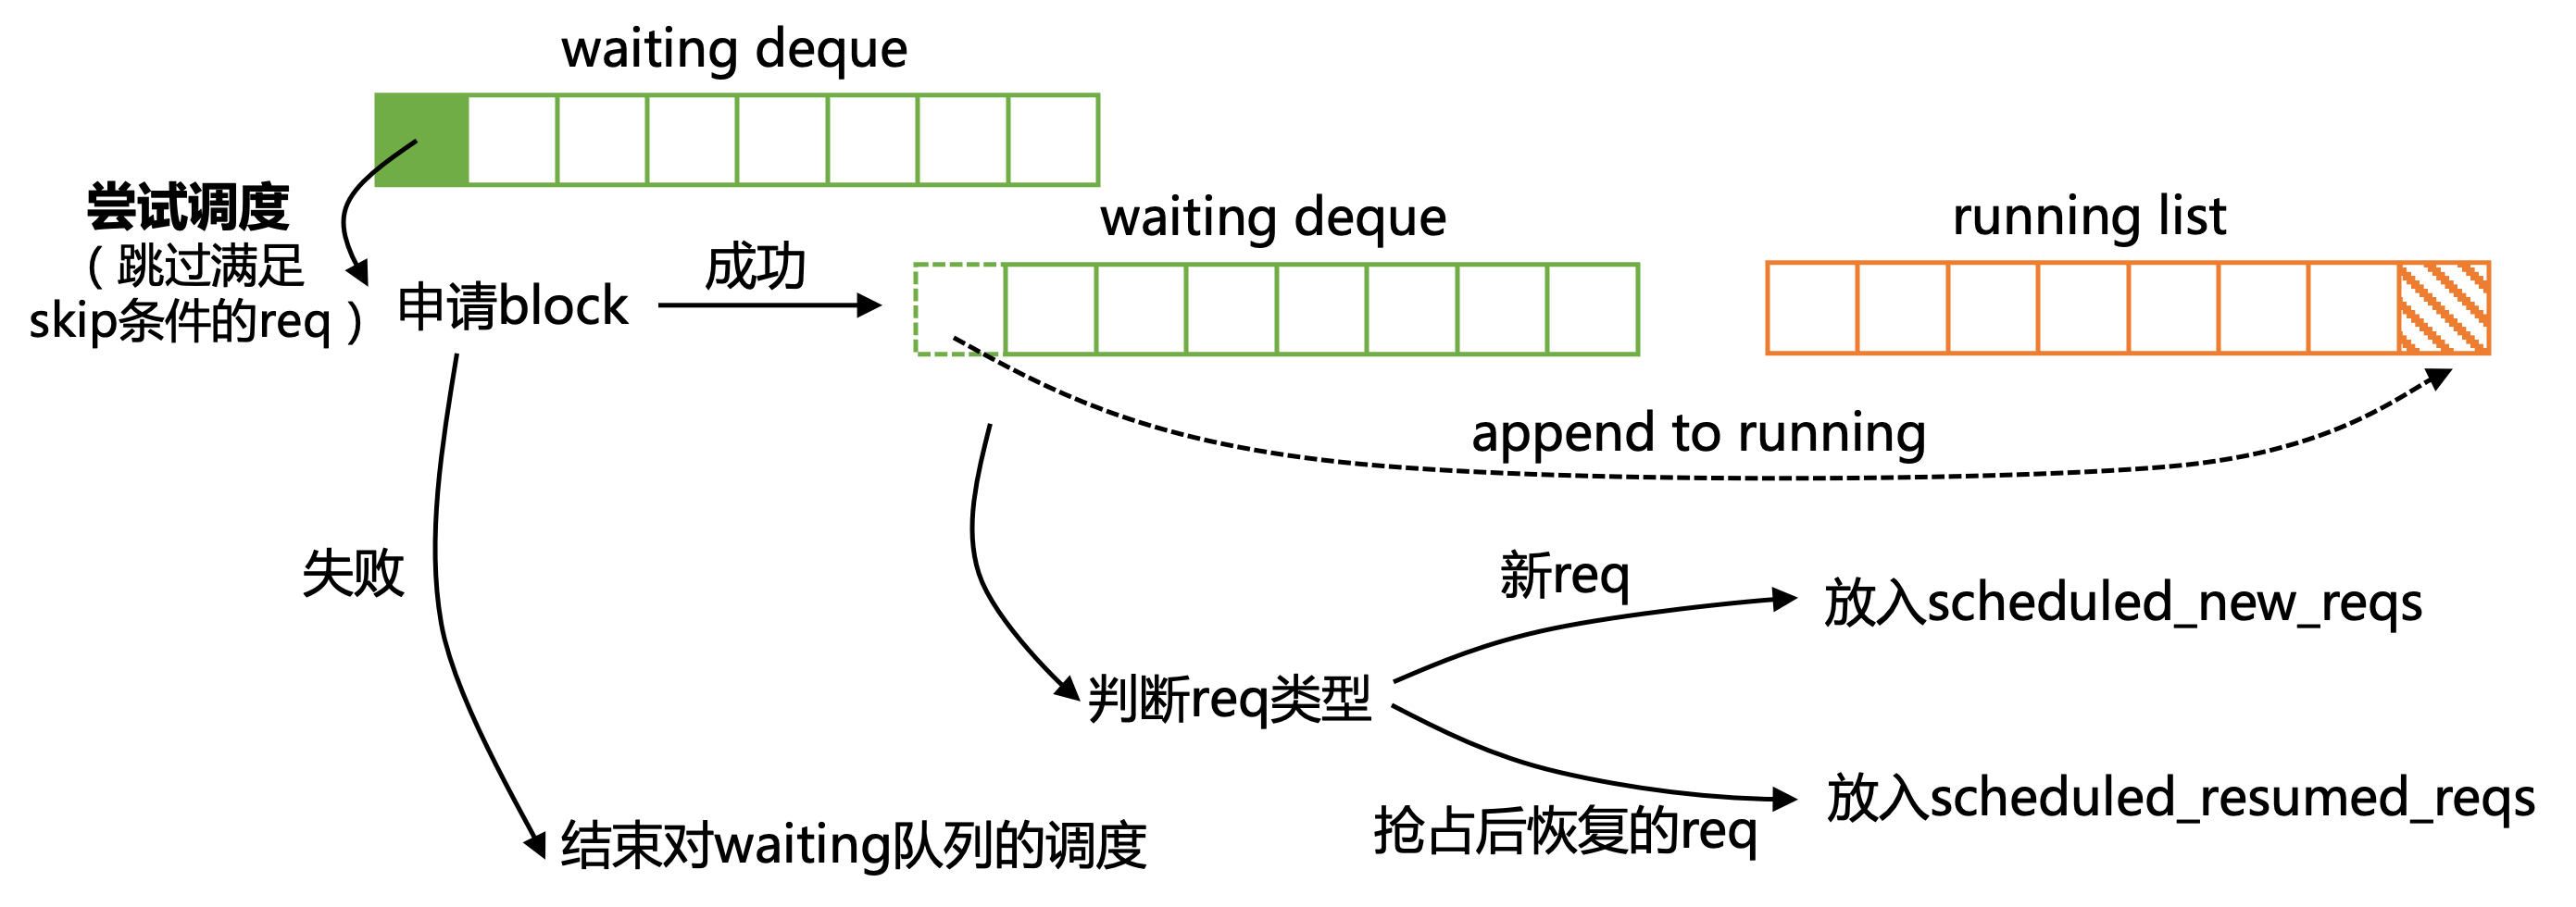 waiting deque
尝试调度
（跳过满足
skip条件的req）
申请block
成功
waiting deque
running list
append to running
失败
新req
放入scheduled_new_reqs
判断req类型
抢占后恢复的req
放入scheduled_resumed_reqs
结束对waiting队列的调度